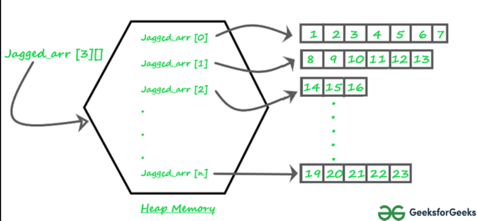 Jagged_arr [3][]
Jagged_arr [0]
1 2 3 4 5 6 7
Jagged_arr [1]
8 9 10 11 12 13
Jagged_arr [2]
14 15 16
Jagged_arr [n]
19 20 21 22 23
Heap Memory
GeeksforGeeks